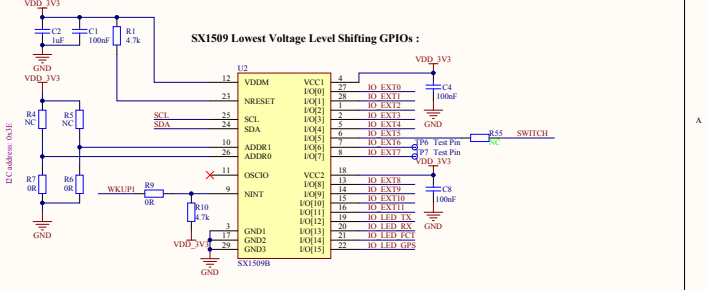 VDD_3V3
C2
1uF
C1
100nF
R1
4.7k
GND
SX1509 Lowest Voltage Level Shifting GPIOs :
VDD_3V3
R4
NC
R5
NC
I2C address: 0x3E
R7
0R
R6
0R
GND
SCL
SDA
WKUP1
R9
0R
R10
4.7k
VDD_3V3
U2
12 VDDM
23 NRESET
25 SCL
24 SDA
10 ADDR1
26 ADDR0
11 OSCIO
9 NINT
3 GND1
17 GND2
29 GND3
GND
SX1509B
VCC1 4
I/O[0] 27 IO_EXT0
I/O[1] 28 IO_EXT1
I/O[2] 1 IO_EXT2
I/O[3] 2 IO_EXT3
I/O[4] 5 IO_EXT4
I/O[5] 6 IO_EXT5
I/O[6] 7 IO_EXT6
I/O[7] 8 IO_EXT7
VCC2 18
I/O[8] 13 IO_EXT8
I/O[9] 14 IO_EXT9
I/O[10] 15 IO_EXT10
I/O[11] 16 IO_EXT11
I/O[12] 19 IO_LED_TX
I/O[13] 20 IO_LED_RX
I/O[14] 21 IO_LED_FCT
I/O[15] 22 IO_LED_GPS
VDD_3V3
C4
100nF
GND
R55
NC
SWITCH
TP6 Test Pin
TP7 Test Pin
VDD_3V3
C8
100nF
GND
A